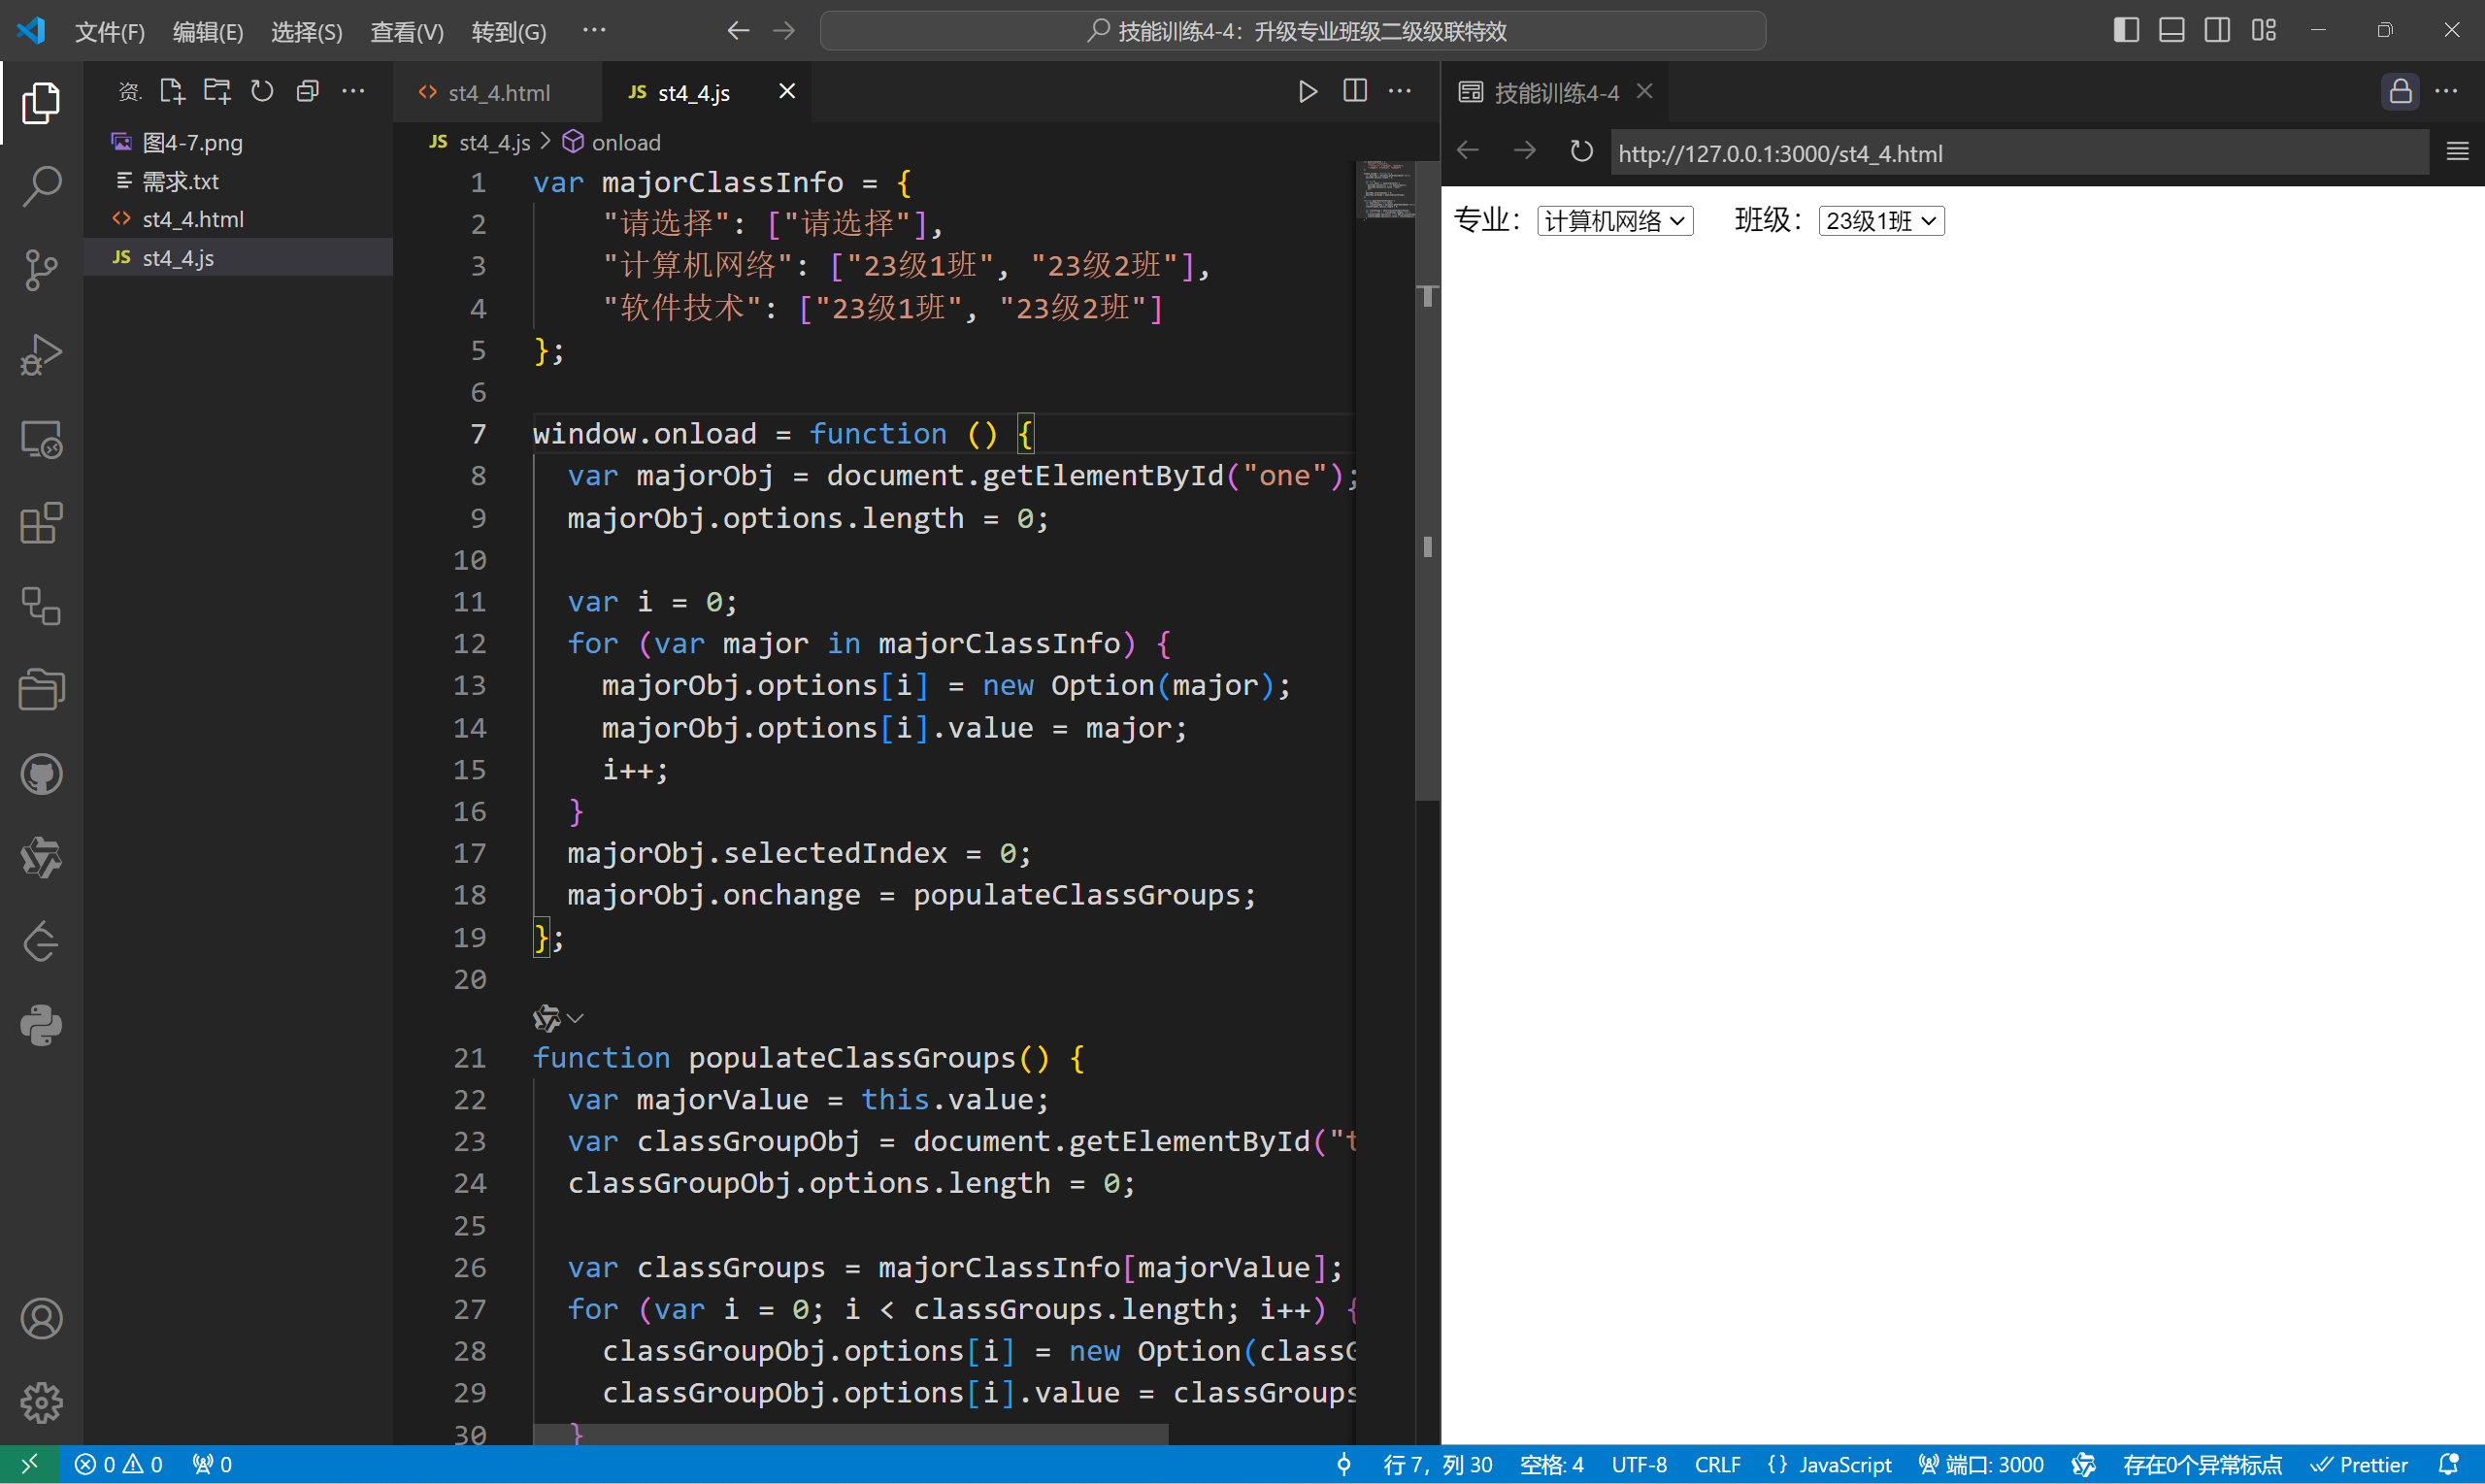 文件(F) 编辑(E) 选择(S) 查看(V) 转到(G) ··· 技能训练4-4：升级专业班级二级级联特效
资.
图4-7.png
需求.txt
st4_4.html
JS st4_4.js
st4_4.html
JS st4_4.js
JS st4_4.js > onload
1 var majorClassInfo = {
2 "请选择": ["请选择"],
3 "计算机网络": ["23级1班", "23级2班"],
4 "软件技术": ["23级1班", "23级2班"]
5 };
6
7 window.onload = function () {
8 var majorObj = document.getElementById("one");
9 majorObj.options.length = 0;
10
11 var i = 0;
12 for (var major in majorClassInfo) {
13 majorObj.options[i] = new Option(major);
14 majorObj.options[i].value = major;
15 i++;
16 }
17 majorObj.selectedIndex = 0;
18 majorObj.onchange = populateClassGroups;
19 };
20
21 function populateClassGroups() {
22 var majorValue = this.value;
23 var classGroupObj = document.getElementById("t
24 classGroupObj.options.length = 0;
25
26 var classGroups = majorClassInfo[majorValue];
27 for (var i = 0; i < classGroups.length; i++) {
28 classGroupObj.options[i] = new Option(classG
29 classGroupObj.options[i].value = classGroups
30 }
技能训练4-4
http://127.0.0.1:3000/st4_4.html
专业： 计算机网络 班级： 23级1班
0 0 0 行 7，列 30 空格: 4 UTF-8 CRLF {} JavaScript 端口: 3000 存在0个异常标点 Prettier